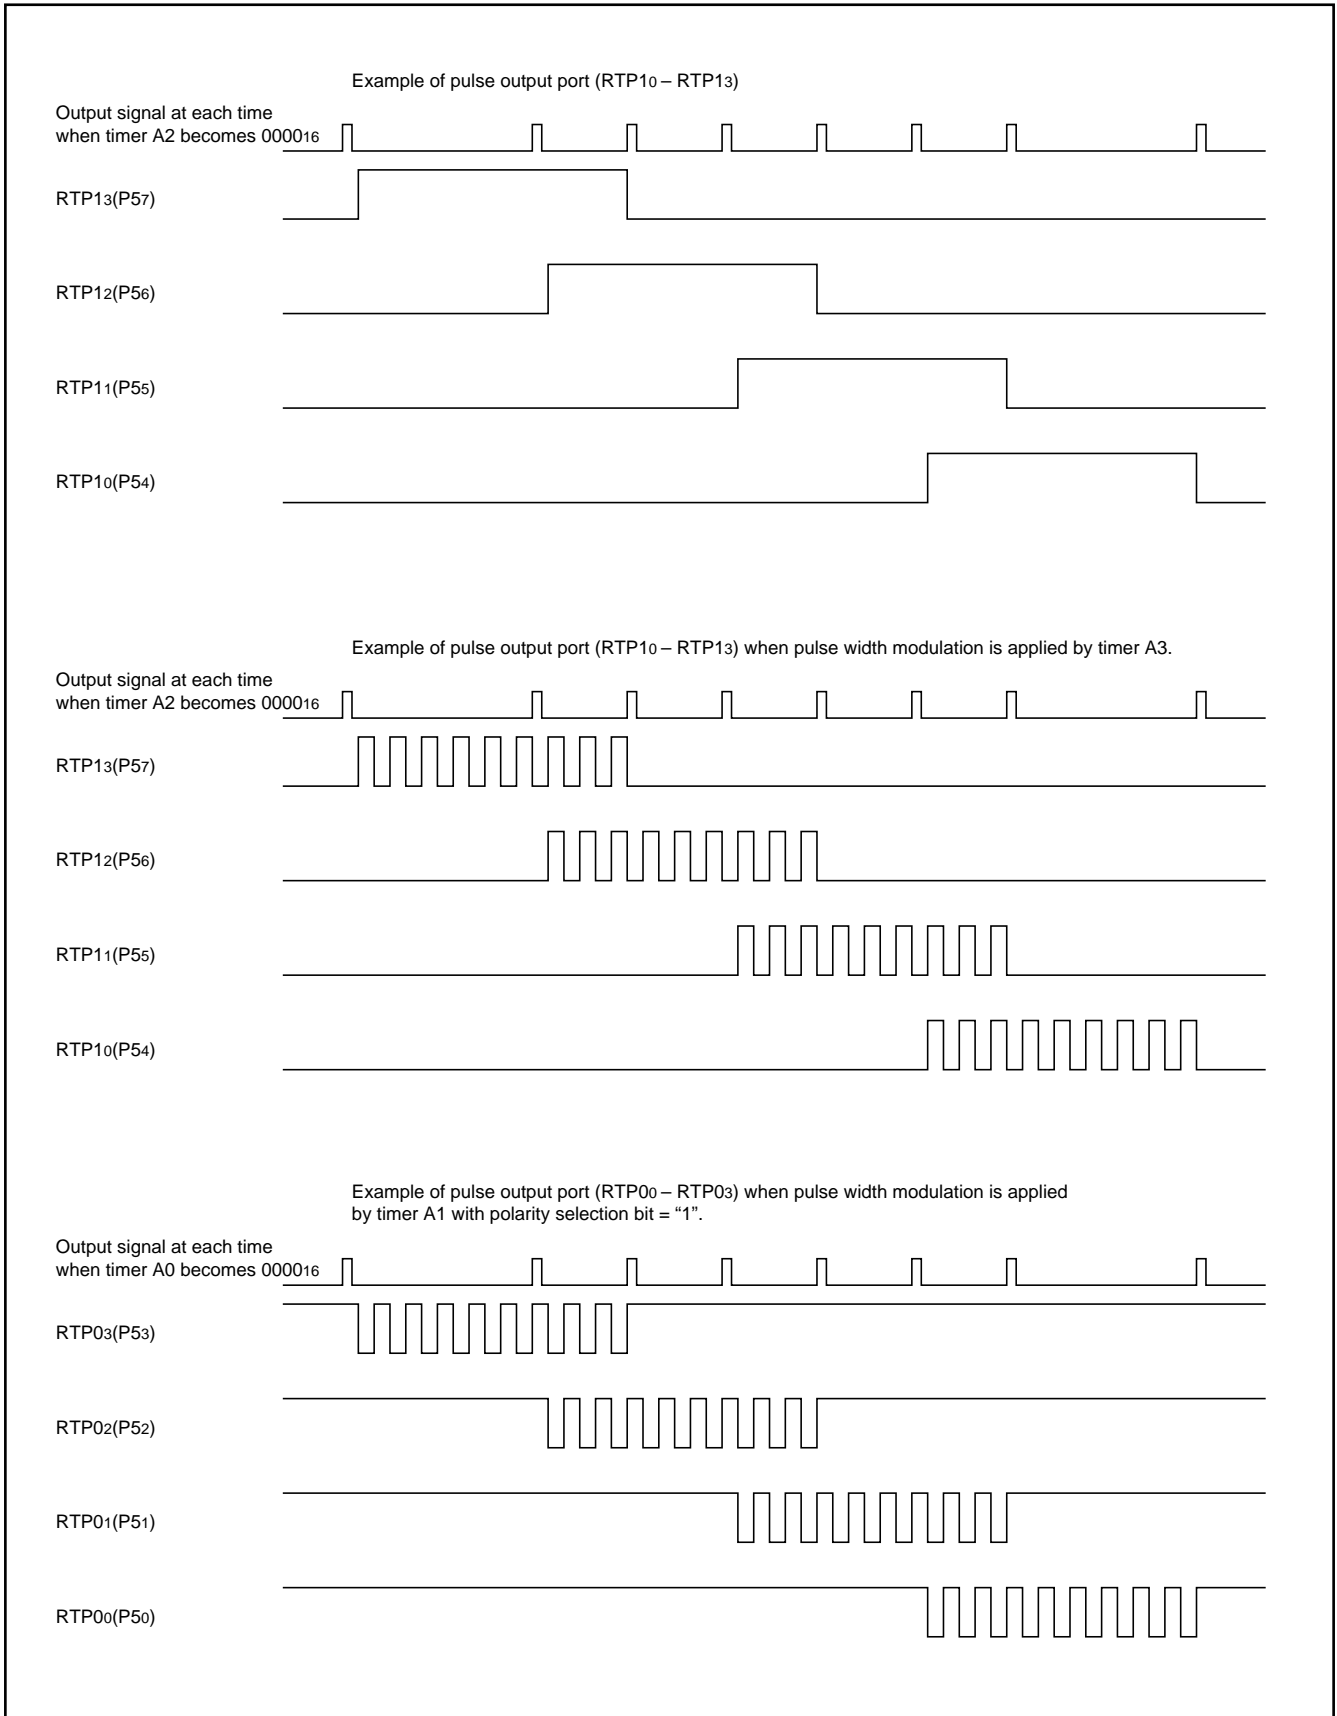 Example of pulse output port (RTP10 – RTP13)
Output signal at each time
when timer A2 becomes 000016
RTP13(P57)
RTP12(P56)
RTP11(P55)
RTP10(P54)
Example of pulse output port (RTP10 – RTP13) when pulse width modulation is applied by timer A3.
Output signal at each time
when timer A2 becomes 000016
RTP13(P57)
RTP12(P56)
RTP11(P55)
RTP10(P54)
Example of pulse output port (RTP00 – RTP03) when pulse width modulation is applied
by timer A1 with polarity selection bit = “1”.
Output signal at each time
when timer A0 becomes 000016
RTP03(P53)
RTP02(P52)
RTP01(P51)
RTP00(P50)